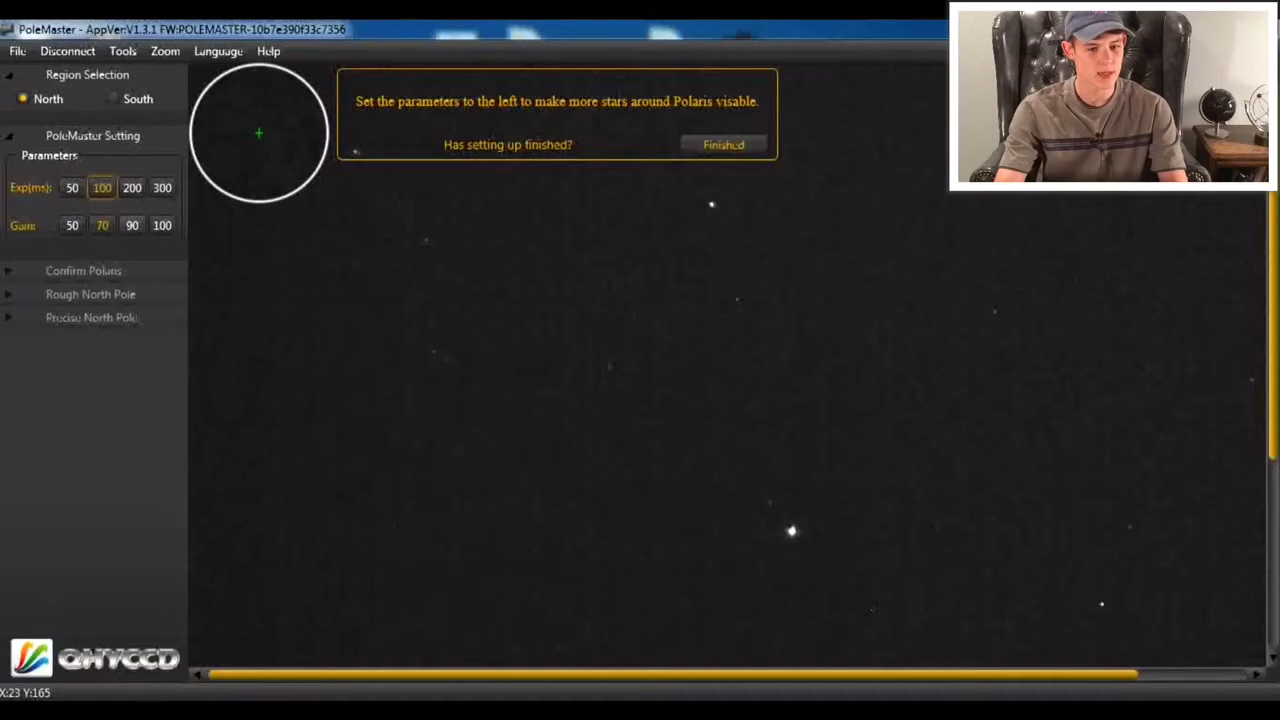 PoleMaster - AppVer:V1.3.1 FW:POLEMASTER-10b7e390f33c7356
File Disconnect Tools Zoom Language Help
Region Selection
North South
PoleMaster Setting
Parameters
Exp(ms): 50 100 200 300
Gain: 50 70 90 100
Confirm Polaris
Rough North Pole
Precise North Pole
Set the parameters to the left to make more stars around Polaris visable.
Has setting up finished? Finished
QHYCCD
X:23 Y:165